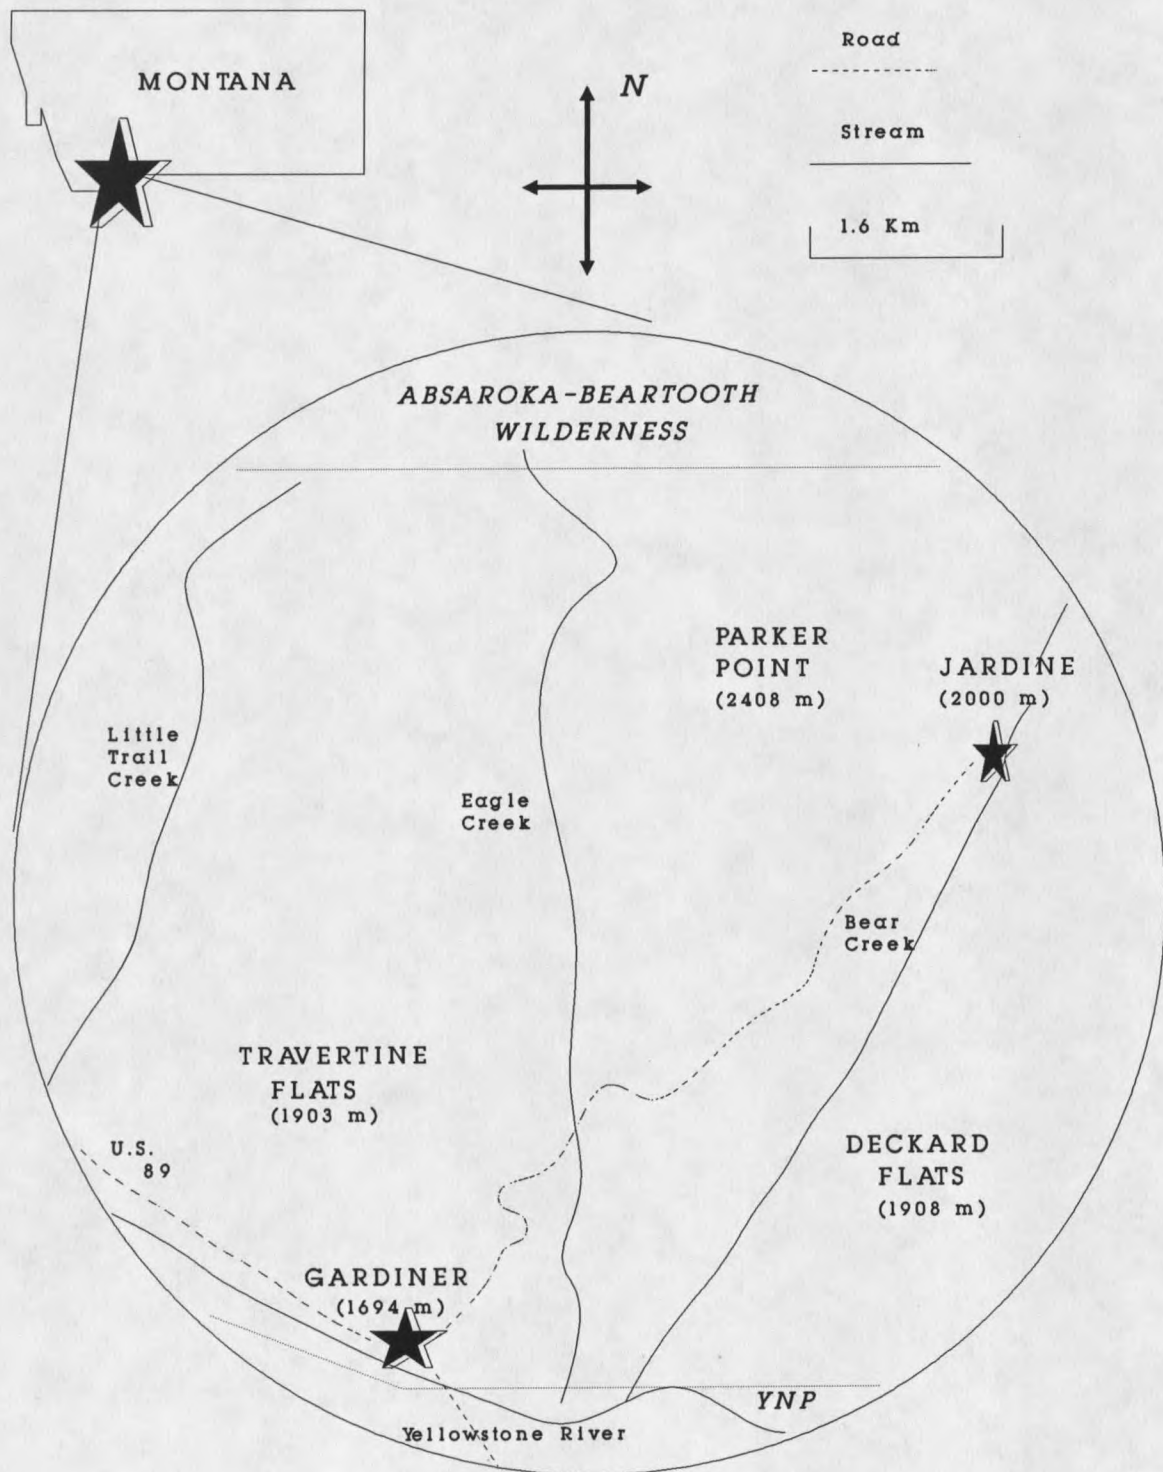 MONTANA
N
Road
Stream
1.6 Km
ABSAROKA-BEARTOOTH
WILDERNESS
PARKER
POINT
(2408 m)
JARDINE
(2000 m)
Little
Trail
Creek
Eagle
Creek
Bear
Creek
TRAVERTINE
FLATS
(1903 m)
U.S.
89
DECKARD
FLATS
(1908 m)
GARDINER
(1694 m)
YNP
Yellowstone River